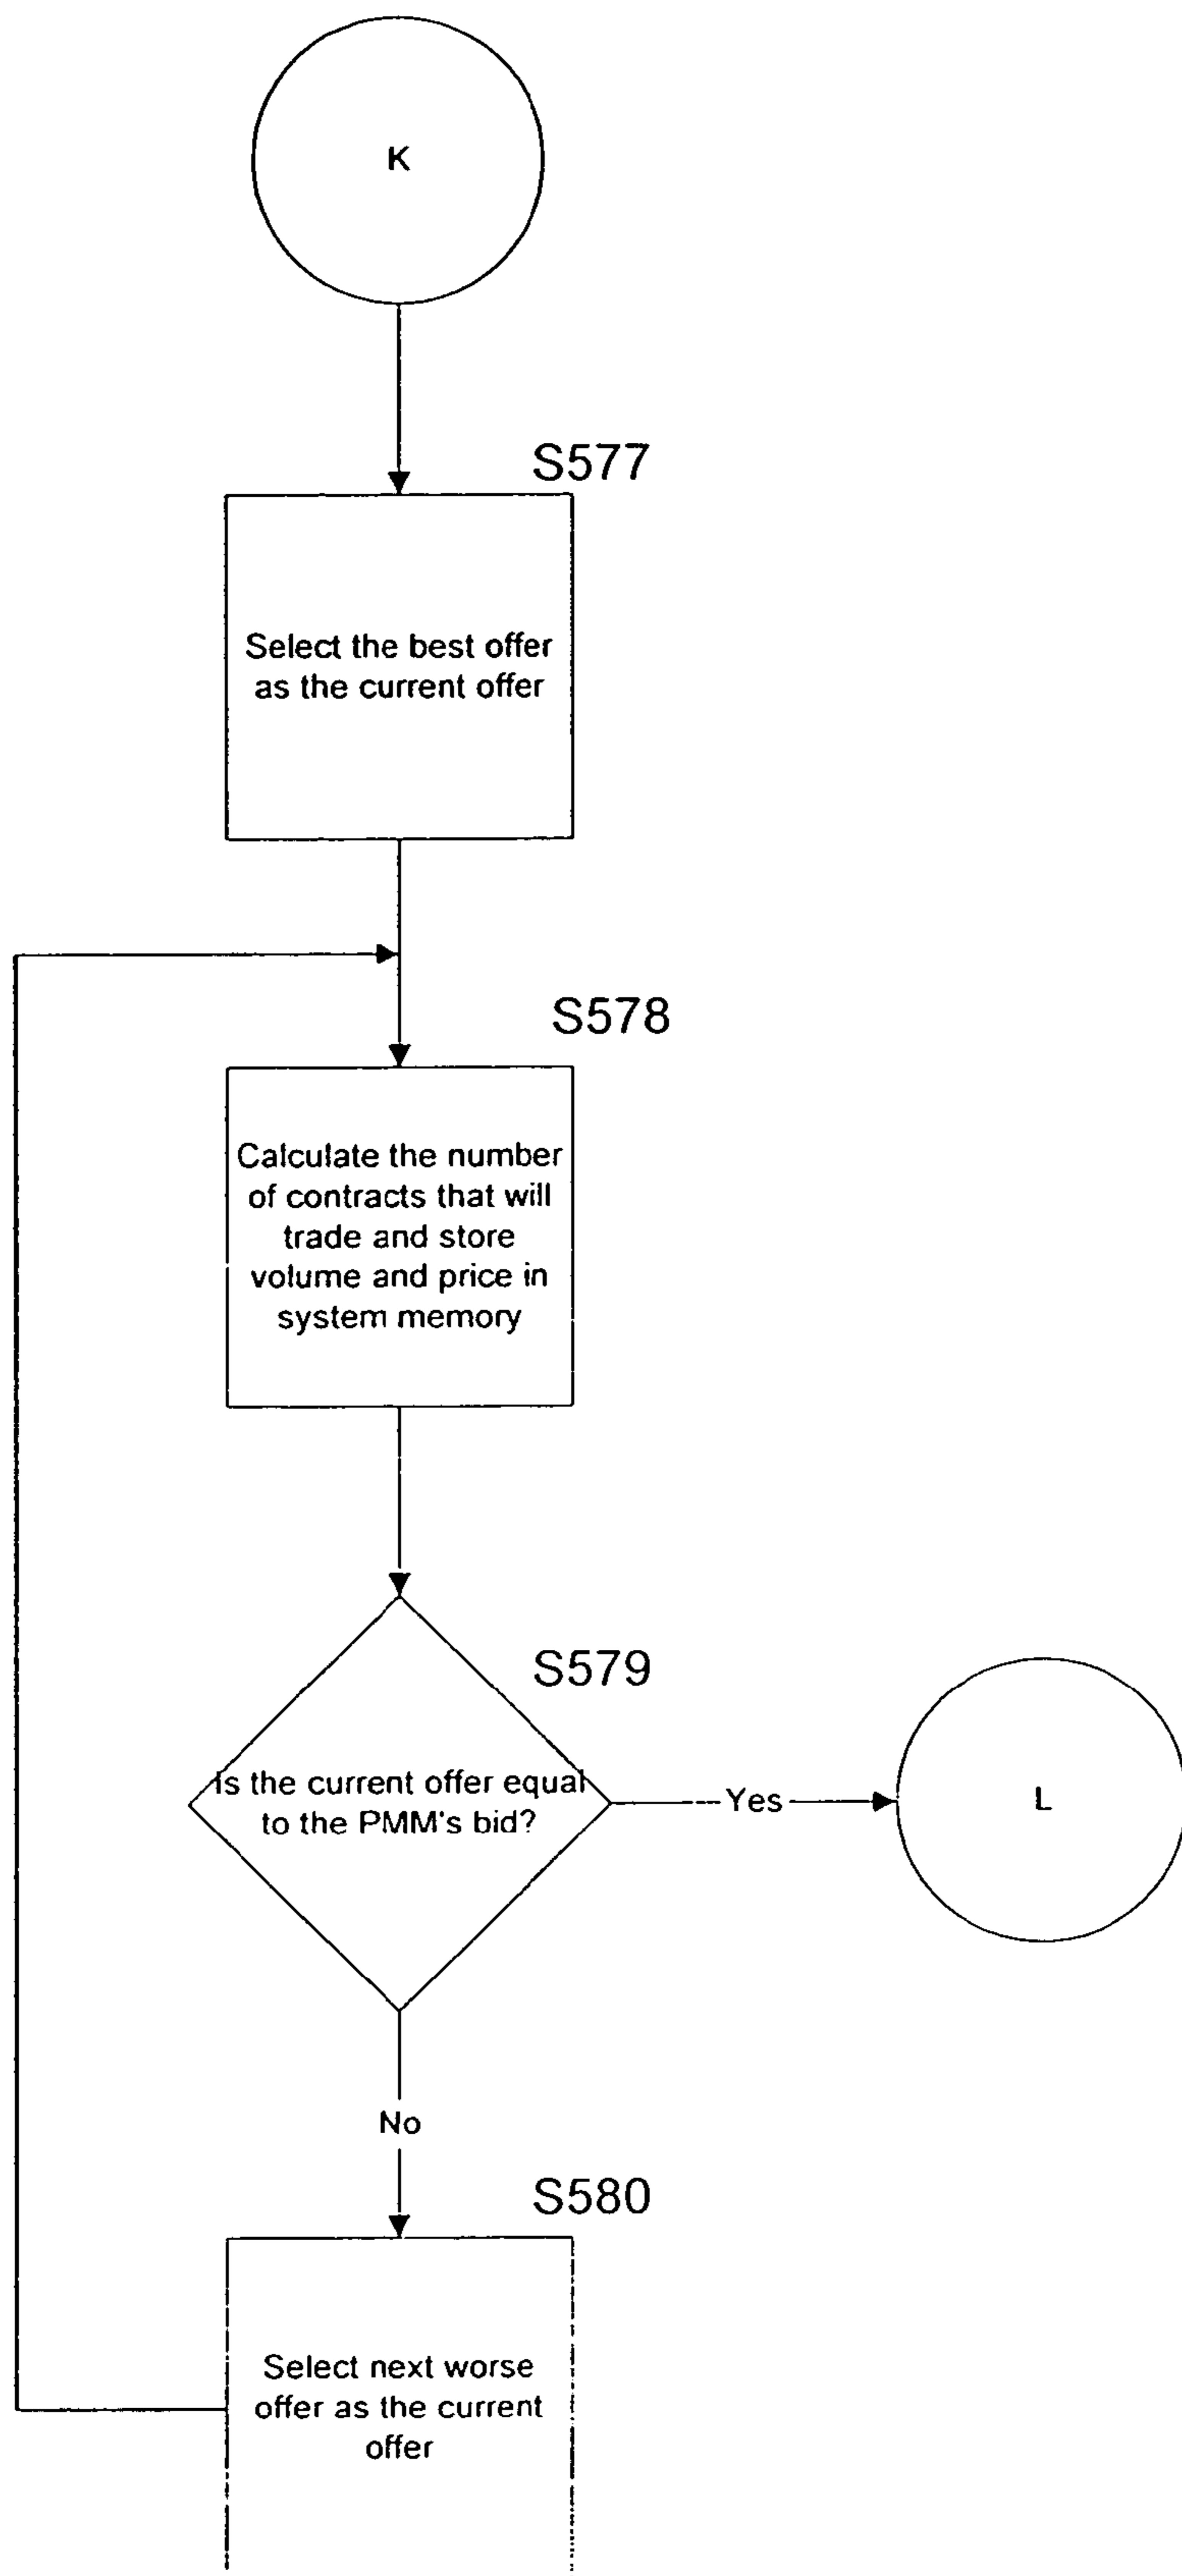 K
S577
Select the best offer
as the current offer
S578
Calculate the number
of contracts that will
trade and store
volume and price in
system memory
S579
Is the current offer equal
to the PMM's bid?
Yes
L
No
S580
Select next worse
offer as the current
offer